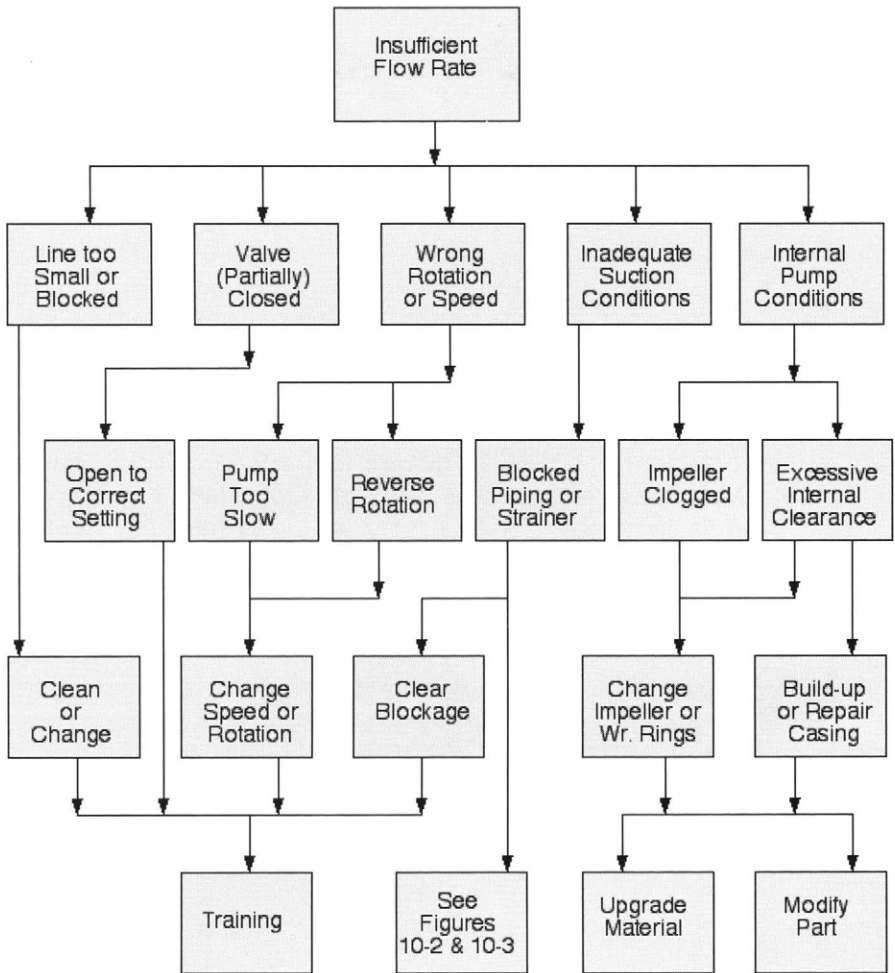 Insufficient
Flow Rate
Line too
Small or
Blocked
Valve
(Partially)
Closed
Wrong
Rotation
or Speed
Inadequate
Suction
Conditions
Internal
Pump
Conditions
Open to
Correct
Setting
Pump
Too
Slow
Reverse
Rotation
Blocked
Piping or
Strainer
Impeller
Clogged
Excessive
Internal
Clearance
Clean
or
Change
Change
Speed or
Rotation
Clear
Blockage
Change
Impeller or
Wr. Rings
Build-up
or Repair
Casing
Training
See
Figures
10-2 & 10-3
Upgrade
Material
Modify
Part